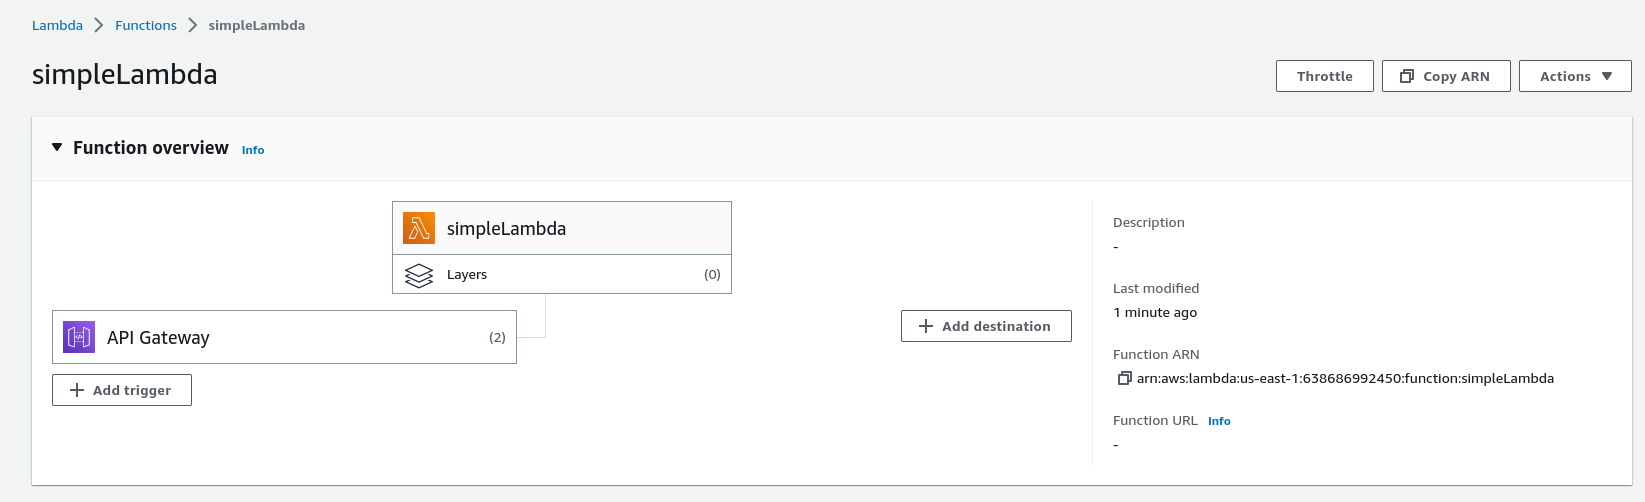 Lambda Functions simpleLambda
simpleLambda
Throttle Copy ARN Actions
Function overview Info
simpleLambda
Layers (0)
API Gateway (2)
Add trigger
Add destination
Description
-
Last modified
1 minute ago
Function ARN
arn:aws:lambda:us-east-1:638686992450:function:simpleLambda
Function URL Info
-